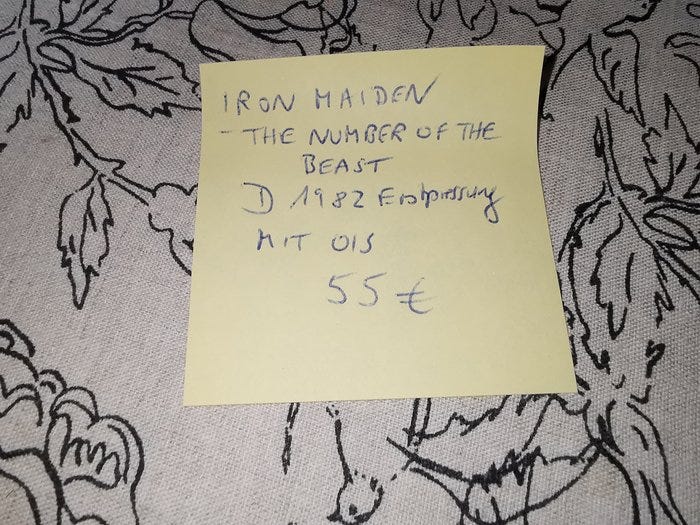 IRON MAIDEN
- THE NUMBER OF THE
BEAST
D 1982 Erstpressung
MIT OIS
55 €